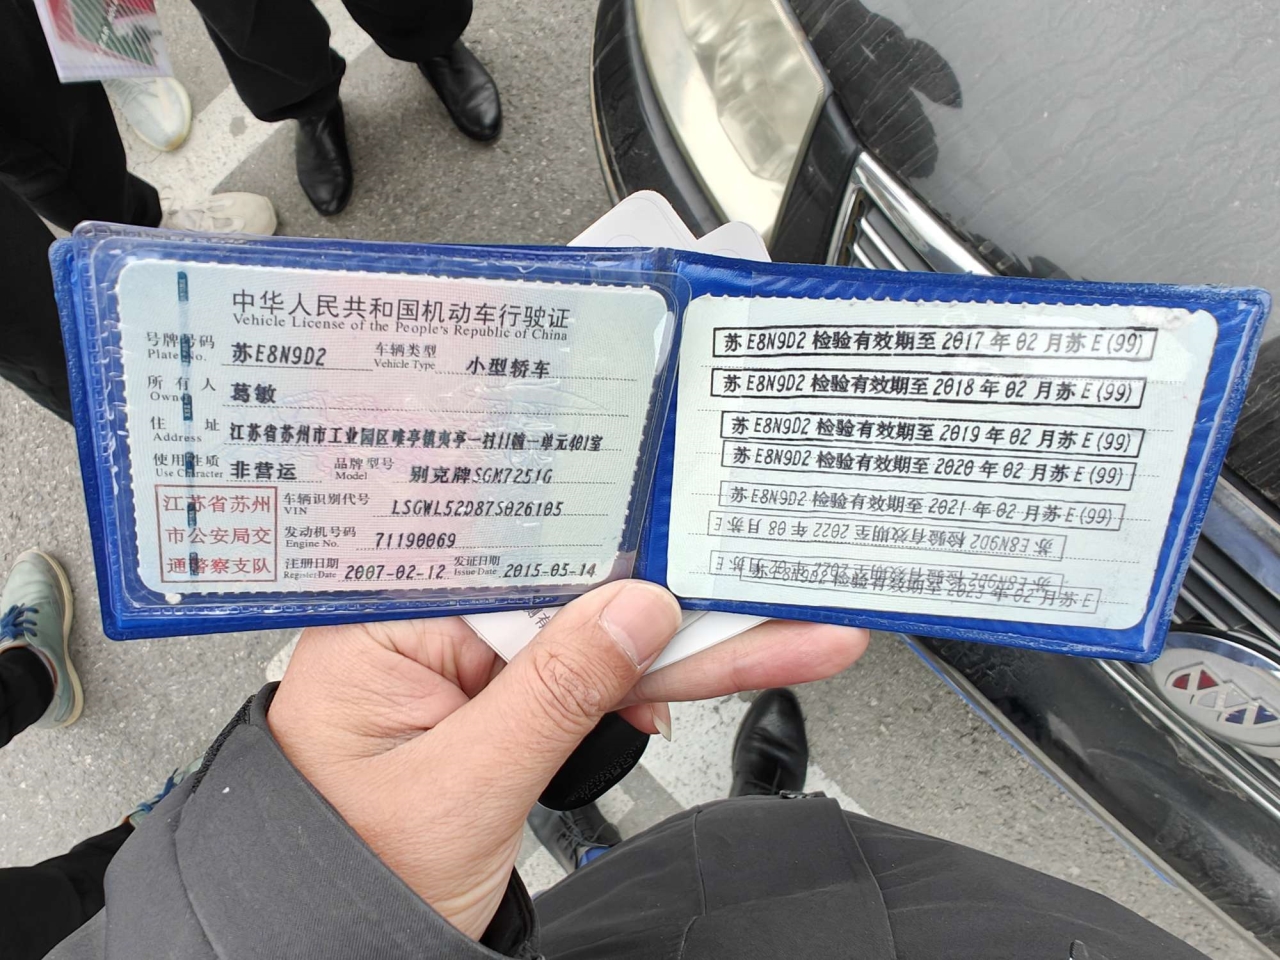 中华人民共和国机动车行驶证
Vehicle License of the People's Republic of China
号牌号码 苏E8N9D2 车辆类型 小型轿车
Plate No. Vehicle Type
所有人 葛敏
Owner
住址 江苏省苏州市工业园区唯亭镇夷亭一村11幢一单元401室
Address
使用性质 非营运 品牌型号 别克牌SGM7251G
Use Character Model
江苏省苏州
市公安局交
通警察支队
车辆识别代号 LSGWL52D87S026105
VIN
发动机号码 71190069
Engine No.
注册日期 2007-02-12 发证日期 2015-05-14
Register Date Issue Date
苏E8N9D2 检验有效期至 2017年02月苏E(99)
苏E8N9D2 检验有效期至 2018年02月苏E(99)
苏E8N9D2 检验有效期至 2019年02月苏E(99)
苏E8N9D2 检验有效期至 2020年02月苏E(99)
苏E8N9D2 检验有效期至 2021年02月苏E(99)
苏E8N9D2 检验有效期至 2022年08月苏E
检验有效期至 2023年02月苏E